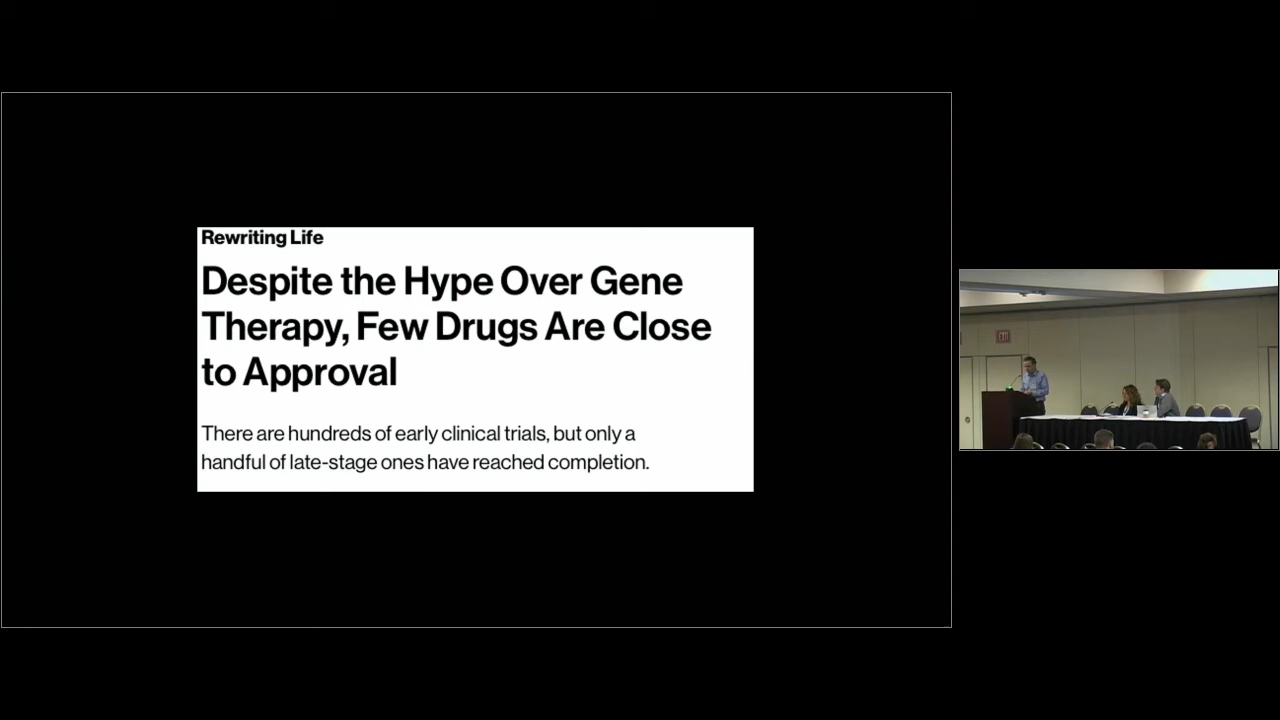 Rewriting Life
Despite the Hype Over Gene
Therapy, Few Drugs Are Close
to Approval
There are hundreds of early clinical trials, but only a
handful of late-stage ones have reached completion.
EXIT